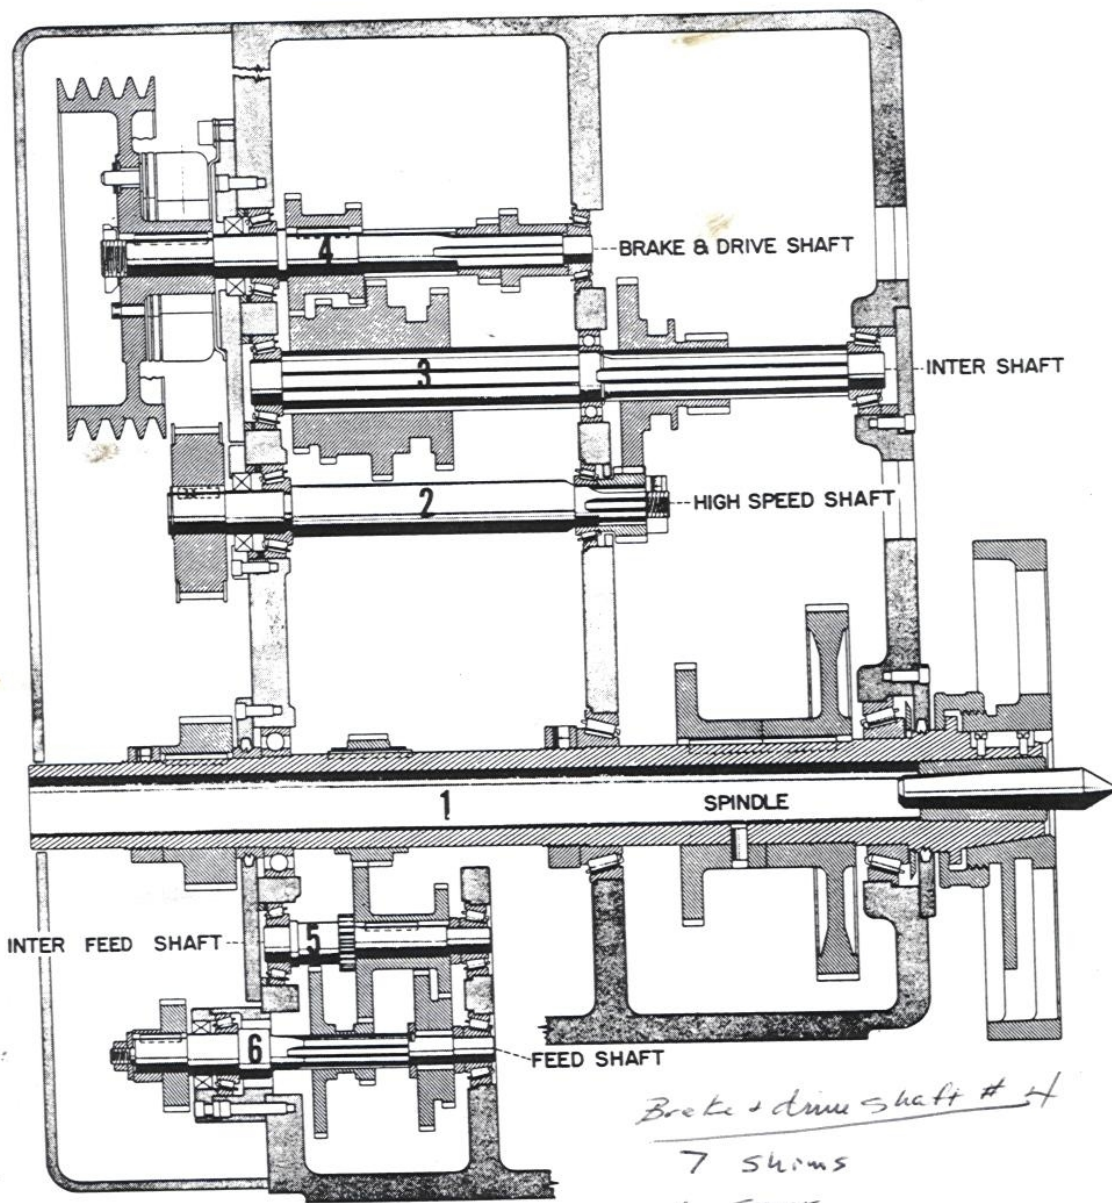 4
BRAKE & DRIVE SHAFT
3
INTER SHAFT
2
HIGH SPEED SHAFT
1 SPINDLE
INTER FEED SHAFT
5
6
FEED SHAFT
Brake & drive shaft # 4
7 shims